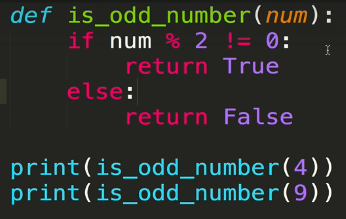 def is_odd_number(num):
    if num % 2 != 0:
        return True
    else:
        return False

print(is_odd_number(4))
print(is_odd_number(9))